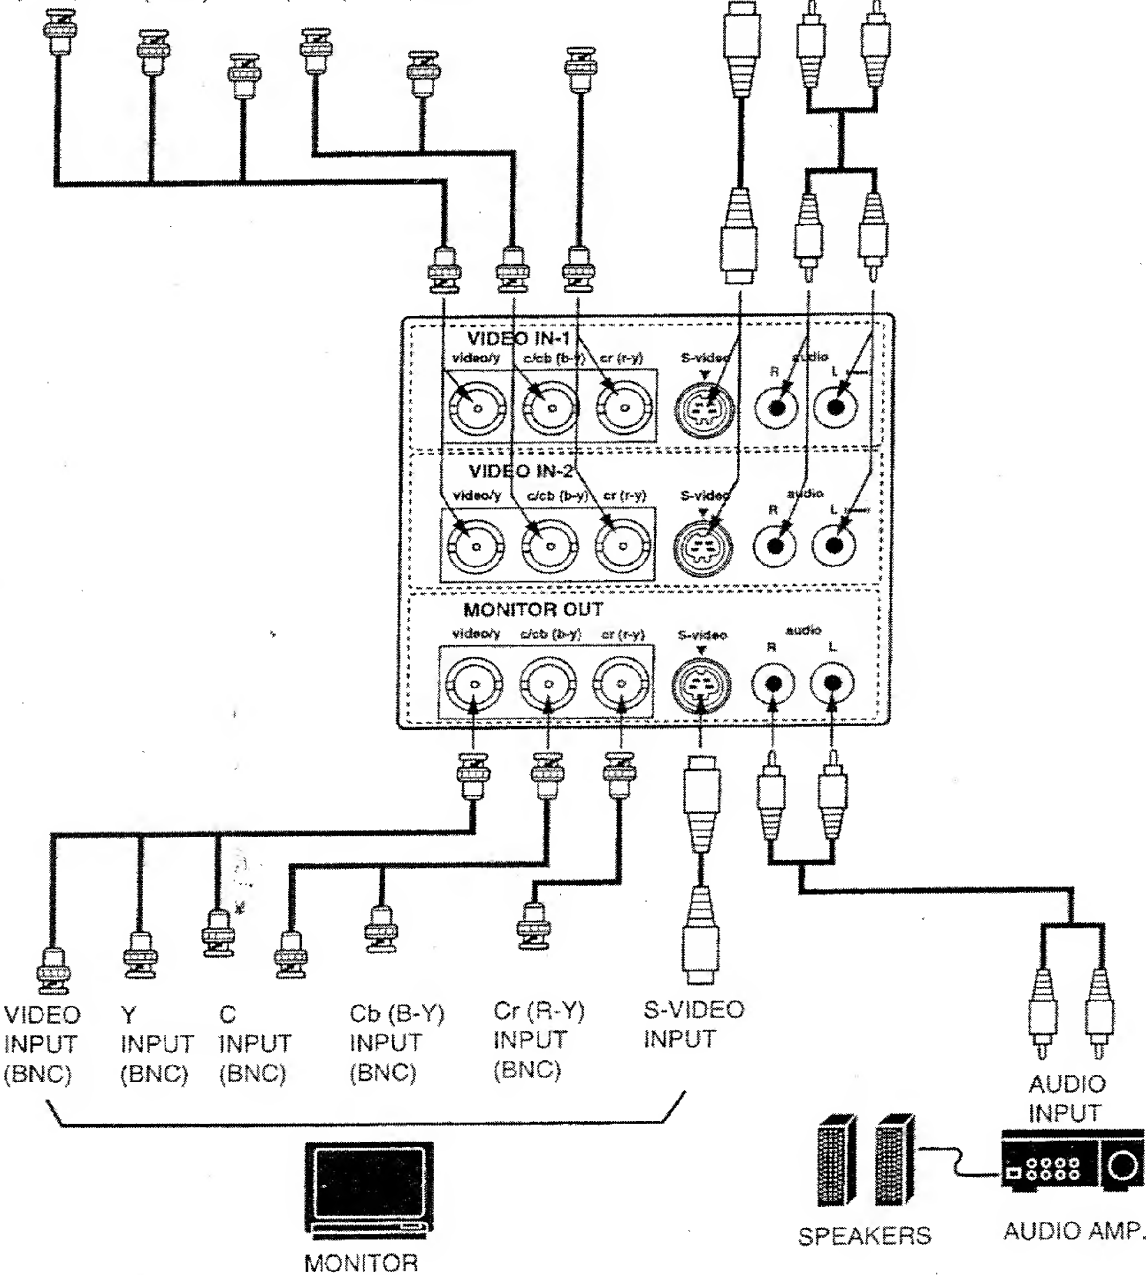 VIDEO IN-1
video/y c/cb (b-y) cr (r-y) S-video audio
R L
VIDEO IN-2
video/y c/cb (b-y) cr (r-y) S-video audio
R L
MONITOR OUT
video/y c/cb (b-y) cr (r-y) S-video audio
R L
VIDEO INPUT (BNC)
Y INPUT (BNC)
C INPUT (BNC)
Cb (B-Y) INPUT (BNC)
Cr (R-Y) INPUT (BNC)
S-VIDEO INPUT
AUDIO INPUT
MONITOR
SPEAKERS
AUDIO AMP.